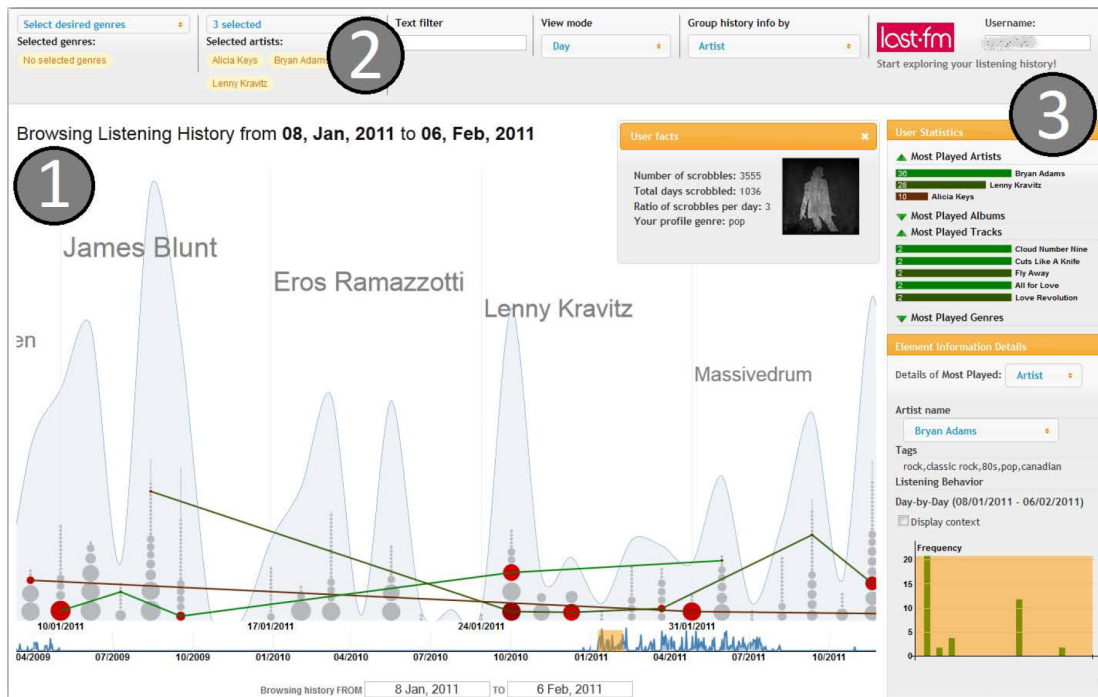 Select desired genres
Selected genres:
No selected genres
3 selected
Selected artists:
Alicia Keys Bryan Adams
Lenny Kravitz
2
Text filter
View mode
Day
Group history info by
Artist
last·fm
Username:
Start exploring your listening history!
Browsing Listening History from 08, Jan, 2011 to 06, Feb, 2011
1
James Blunt
Eros Ramazzotti
Lenny Kravitz
Massivedrum
en
User facts
Number of scrobbles: 3555
Total days scrobbled: 1036
Ratio of scrobbles per day: 3
Your profile genre: pop
10/01/2011 17/01/2011 24/01/2011 31/01/2011
04/2009 07/2009 10/2009 01/2010 04/2010 07/2010 10/2010 01/2011 04/2011 07/2011 10/2011
Browsing history FROM 8 Jan, 2011 TO 6 Feb, 2011
3
User Statistics
Most Played Artists
36 Bryan Adams
28 Lenny Kravitz
10 Alicia Keys
Most Played Albums
Most Played Tracks
2 Cloud Number Nine
2 Cuts Like A Knife
2 Fly Away
2 All for Love
2 Love Revolution
Most Played Genres
Element Information Details
Details of Most Played: Artist
Artist name
Bryan Adams
Tags
rock,classic rock,80s,pop,canadian
Listening Behavior
Day-by-Day (08/01/2011 - 06/02/2011)
Display context
Frequency
20
15
10
5
0